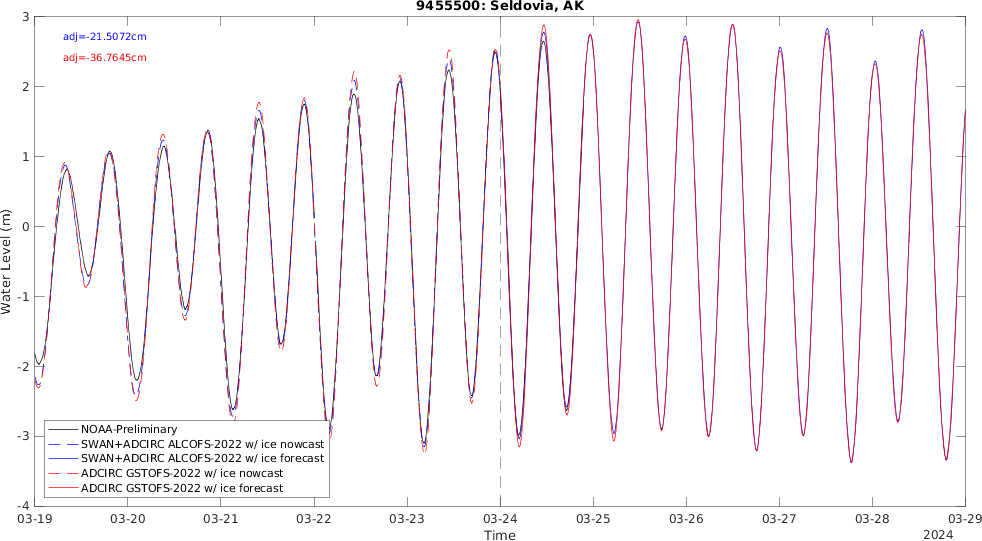 9455500: Seldovia, AK
adj=-21.5072cm
adj=-36.7645cm
Water Level (m)
3
2
1
0
-1
-2
-3
-4
NOAA-Preliminary
SWAN+ADCIRC ALCOFS-2022 w/ ice nowcast
SWAN+ADCIRC ALCOFS-2022 w/ ice forecast
ADCIRC GSTOFS-2022 w/ ice nowcast
ADCIRC GSTOFS-2022 w/ ice forecast
03-19 03-20 03-21 03-22 03-23 03-24 03-25 03-26 03-27 03-28 03-29
Time
2024